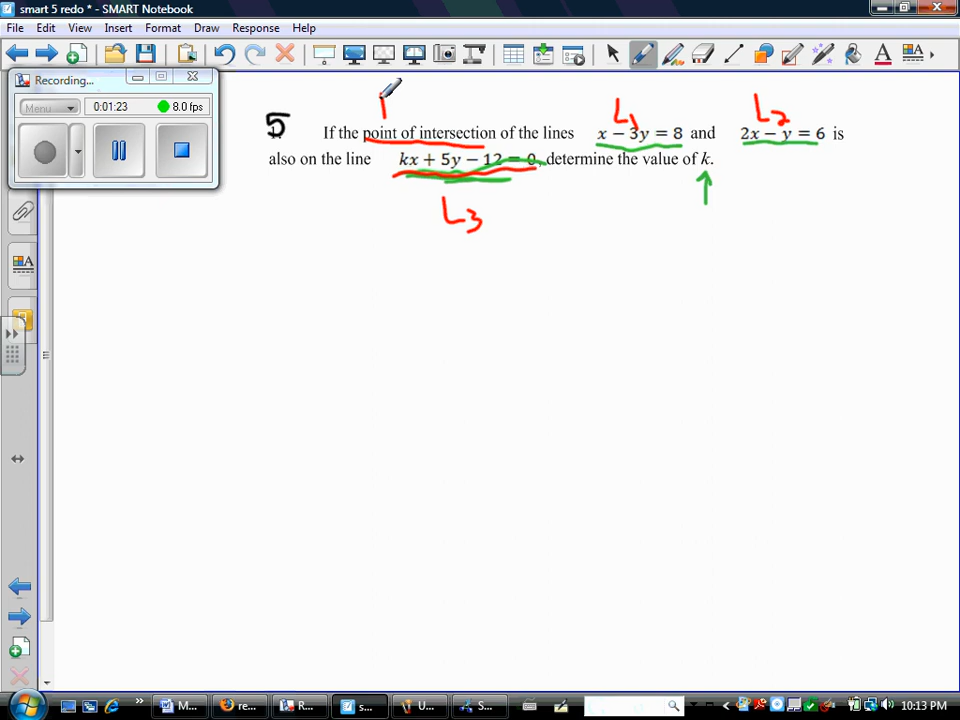 smart 5 redo * - SMART Notebook
File Edit View Insert Format Draw Response Help
Recording...
Menu 0:01:23 8.0 fps
5 If the point of intersection of the lines x − 3y = 8 and 2x − y = 6 is
also on the line kx + 5y − 12 = 0, determine the value of k.
L1
L2
L3
M... re... R... s... U... S... 10:13 PM